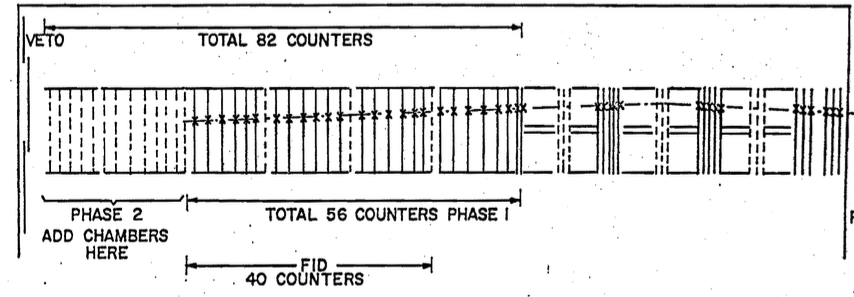 VETO
TOTAL 82 COUNTERS
PHASE 2
ADD CHAMBERS
HERE
TOTAL 56 COUNTERS PHASE I
FID
40 COUNTERS